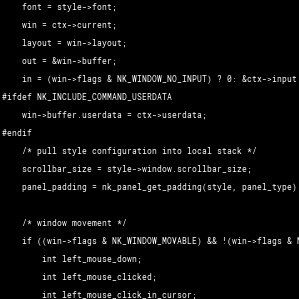 font = style->font;
win = ctx->current;
layout = win->layout;
out = &win->buffer;
in = (win->flags & NK_WINDOW_NO_INPUT) ? 0: &ctx->input
#ifdef NK_INCLUDE_COMMAND_USERDATA
win->buffer.userdata = ctx->userdata;
#endif
/* pull style configuration into local stack */
scrollbar_size = style->window.scrollbar_size;
panel_padding = nk_panel_get_padding(style, panel_type)
/* window movement */
if ((win->flags & NK_WINDOW_MOVABLE) && !(win->flags & N
int left_mouse_down;
int left_mouse_clicked;
int left_mouse_click_in_cursor;